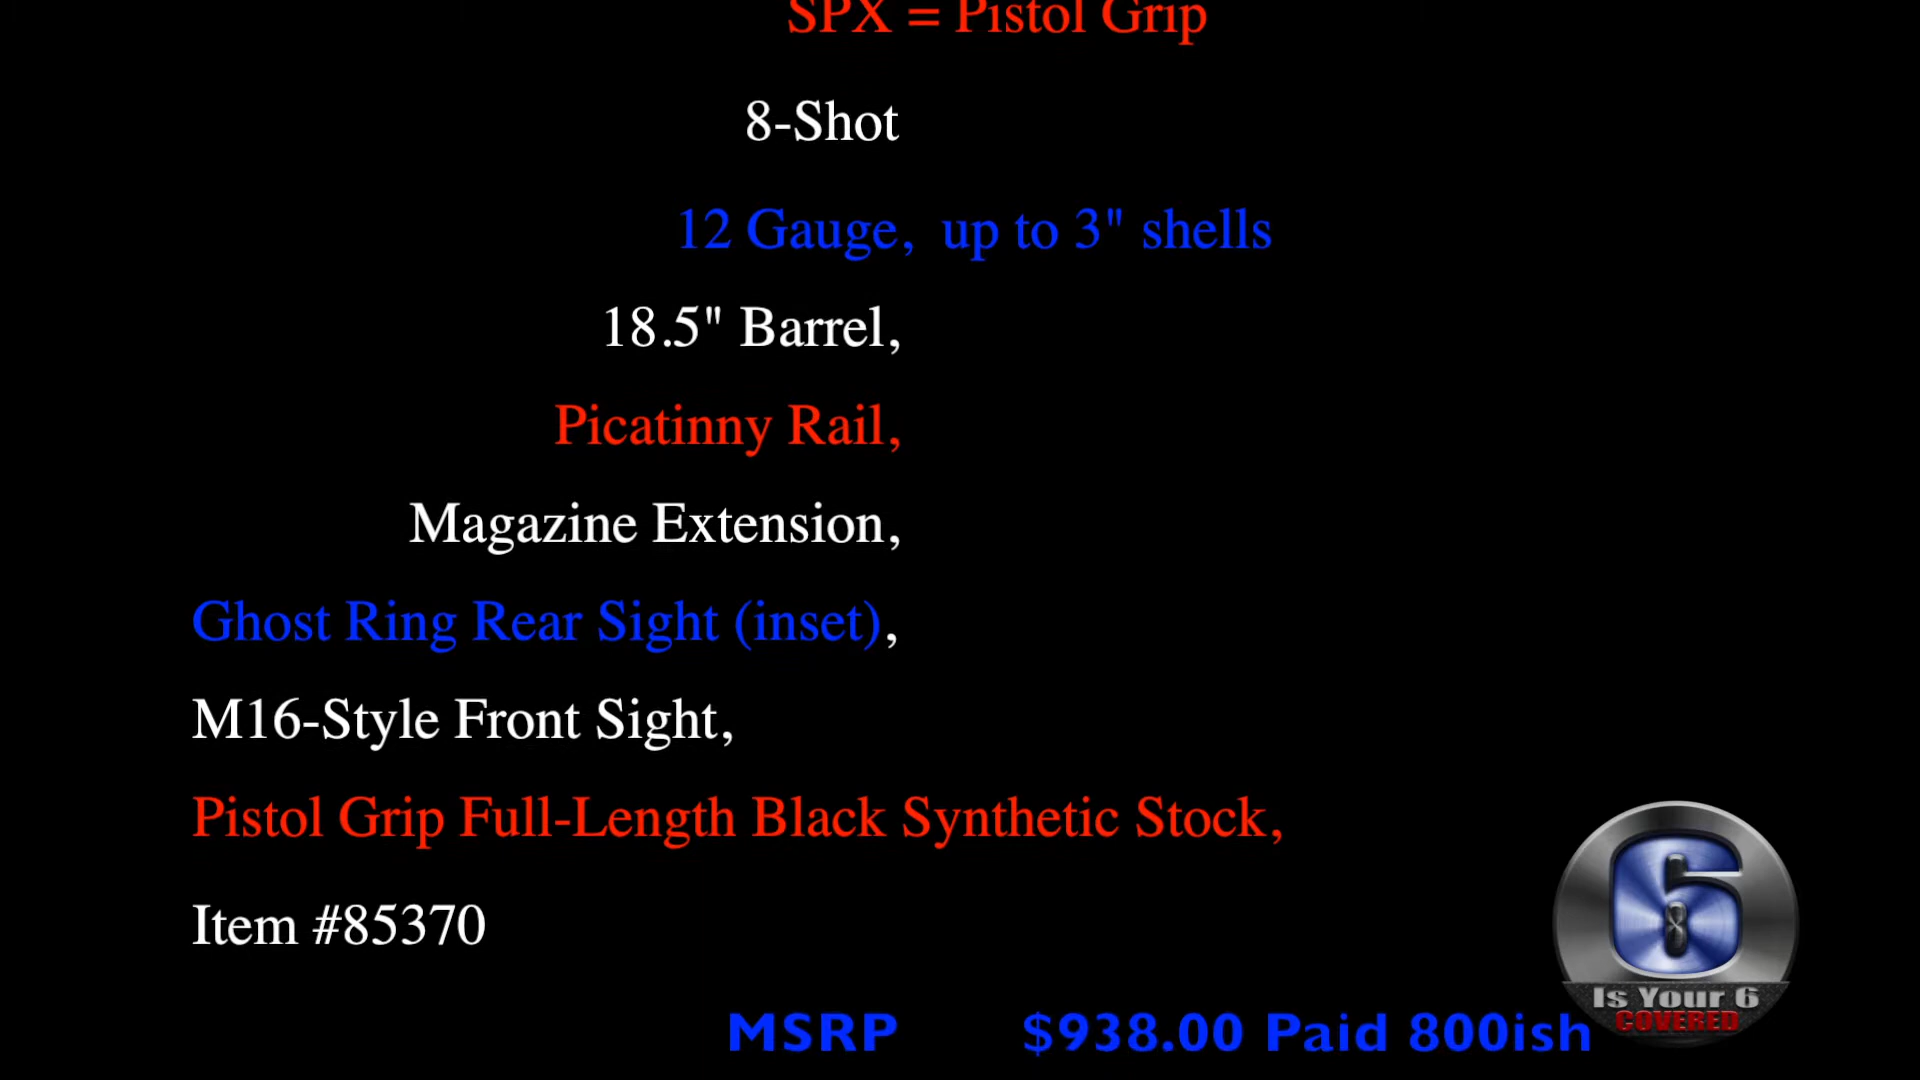 SPX = Pistol Grip
8-Shot
12 Gauge, up to 3" shells
18.5" Barrel,
Picatinny Rail,
Magazine Extension,
Ghost Ring Rear Sight (inset),
M16-Style Front Sight,
Pistol Grip Full-Length Black Synthetic Stock,
Item #85370
MSRP $938.00 Paid 800ish
6
Is Your 6
COVERED